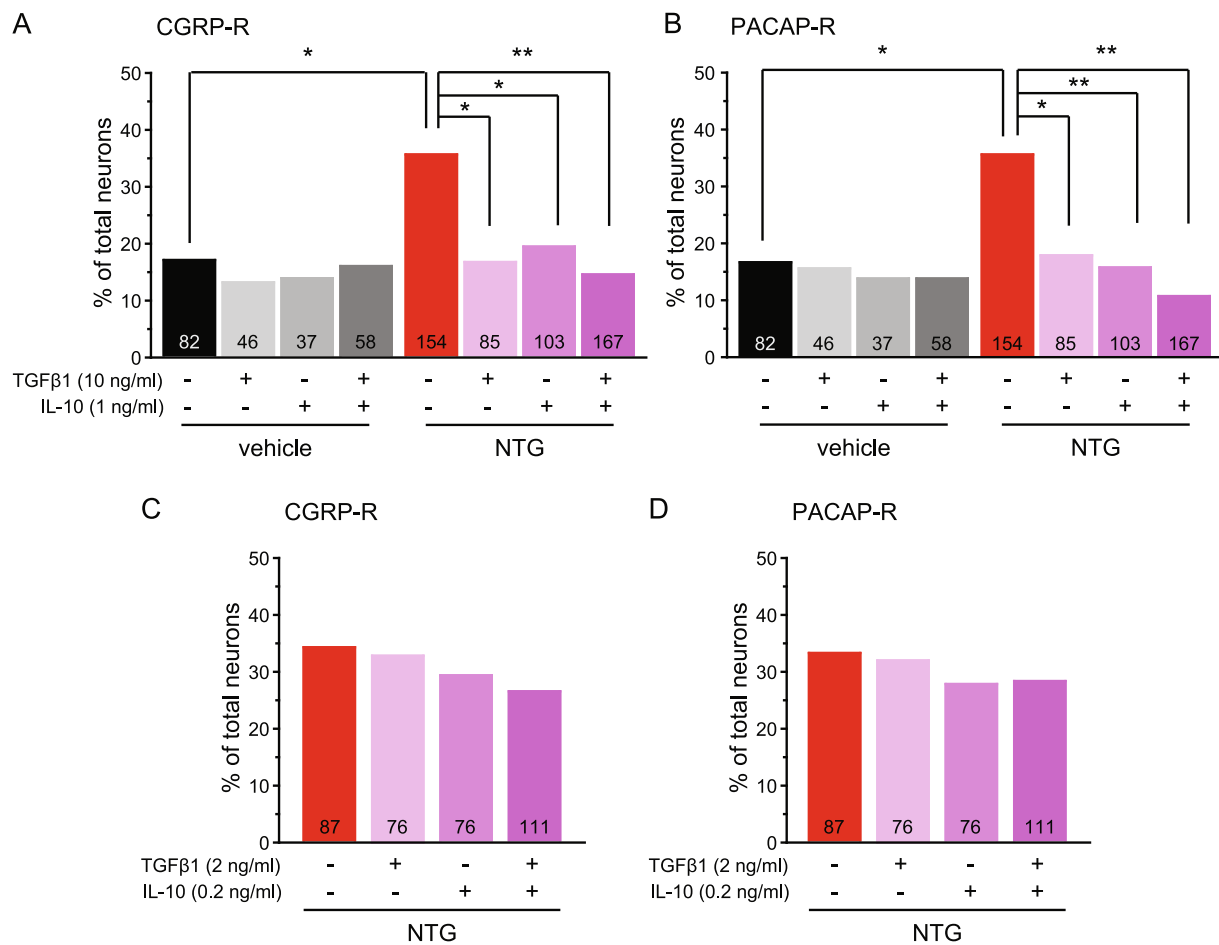 A CGRP-R
* **
*
*
% of total neurons
50
40
30
20
10
0
82 46 37 58 154 85 103 167
TGFβ1 (10 ng/ml) - + - + - + - +
IL-10 (1 ng/ml) - - + + - - + +
vehicle NTG
B PACAP-R
* **
**
*
% of total neurons
50
40
30
20
10
0
82 46 37 58 154 85 103 167
- + - + - + - +
- - + + - - + +
vehicle NTG
C CGRP-R
% of total neurons
50
40
30
20
10
0
87 76 76 111
TGFβ1 (2 ng/ml) - + - +
IL-10 (0.2 ng/ml) - - + +
NTG
D PACAP-R
% of total neurons
50
40
30
20
10
0
87 76 76 111
TGFβ1 (2 ng/ml) - + - +
IL-10 (0.2 ng/ml) - - + +
NTG